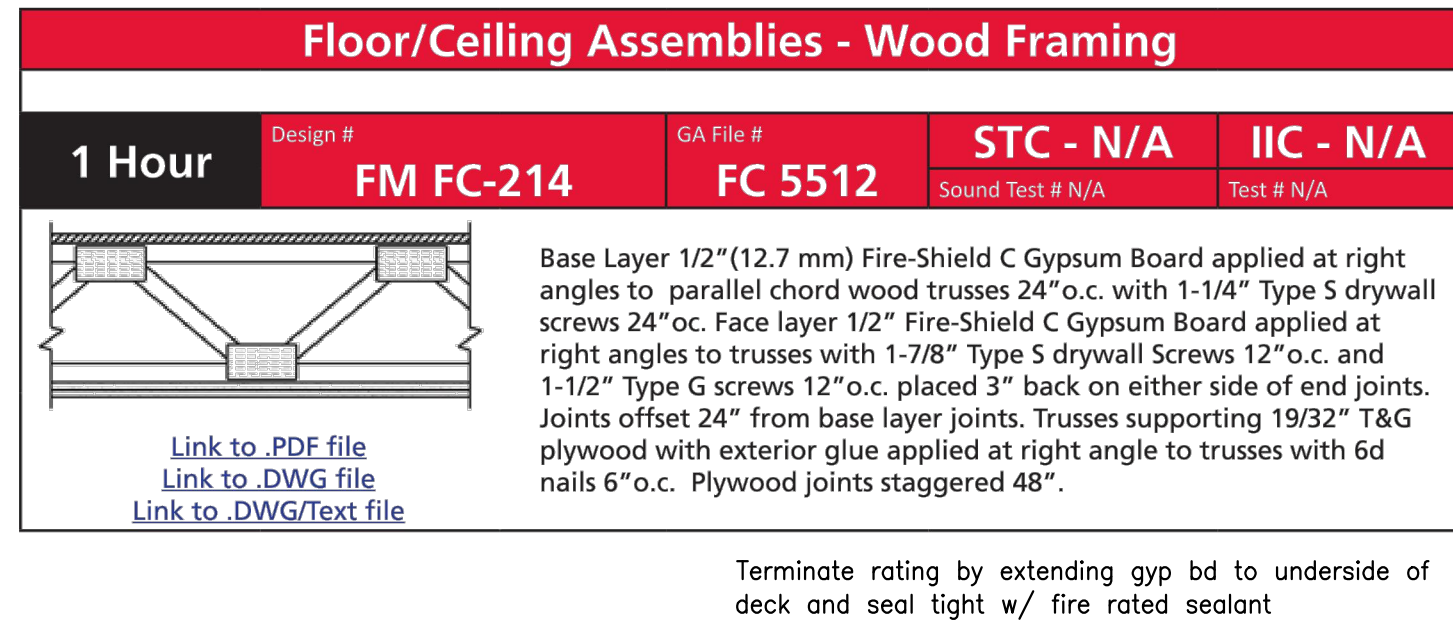 Floor/Ceiling Assemblies - Wood Framing
1 Hour
Design #
FM FC-214
GA File #
FC 5512
STC - N/A
Sound Test # N/A
IIC - N/A
Test # N/A
Base Layer 1/2”(12.7 mm) Fire-Shield C Gypsum Board applied at right
angles to parallel chord wood trusses 24”o.c. with 1-1/4” Type S drywall
screws 24”oc. Face layer 1/2” Fire-Shield C Gypsum Board applied at
right angles to trusses with 1-7/8” Type S drywall Screws 12”o.c. and
1-1/2” Type G screws 12”o.c. placed 3” back on either side of end joints.
Joints offset 24” from base layer joints. Trusses supporting 19/32” T&G
plywood with exterior glue applied at right angle to trusses with 6d
nails 6”o.c. Plywood joints staggered 48”.
Link to .PDF file
Link to .DWG file
Link to .DWG/Text file
Terminate rating by extending gyp bd to underside of
deck and seal tight w/ fire rated sealant